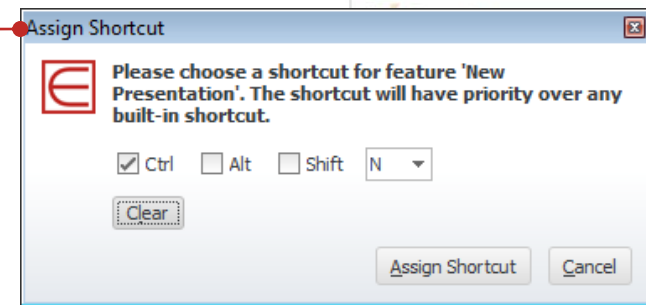 Assign Shortcut
Please choose a shortcut for feature 'New
Presentation'. The shortcut will have priority over any
built-in shortcut.
Ctrl Alt Shift N
Clear
Assign Shortcut Cancel